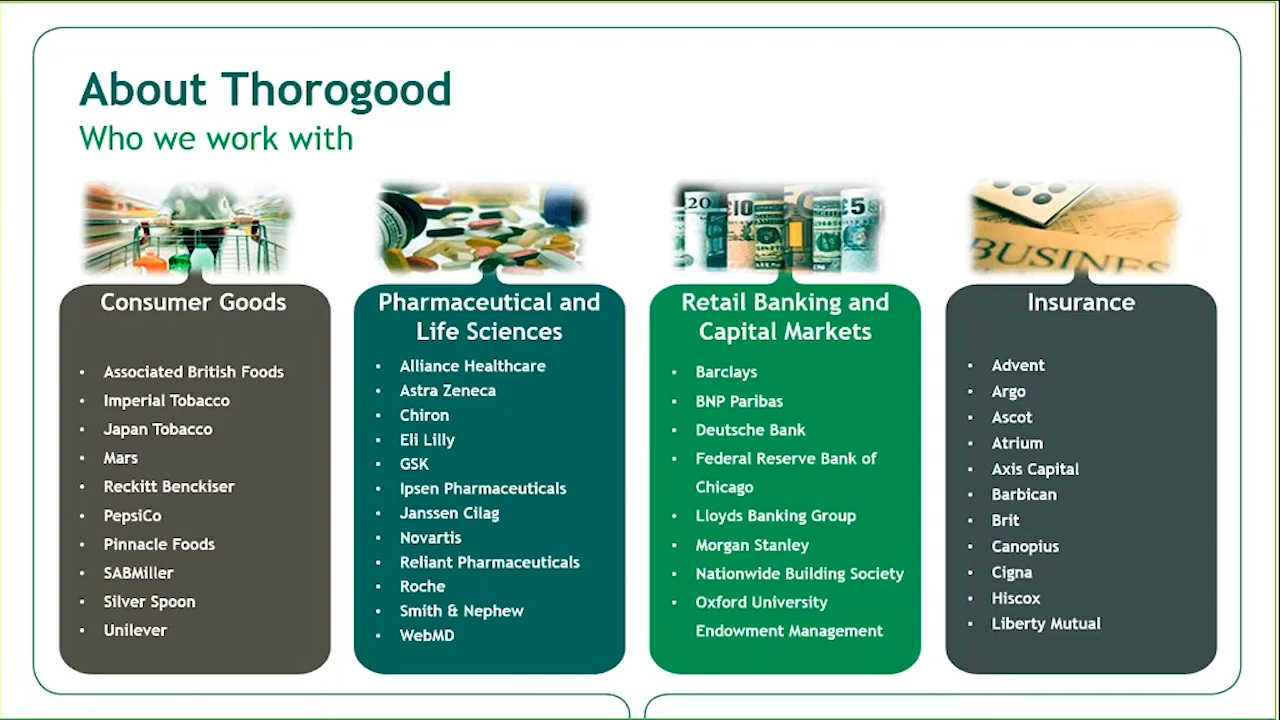 About Thorogood
Who we work with
20
£10
£5
BUSINES
Consumer Goods
• Associated British Foods
• Imperial Tobacco
• Japan Tobacco
• Mars
• Reckitt Benckiser
• PepsiCo
• Pinnacle Foods
• SABMiller
• Silver Spoon
• Unilever
Pharmaceutical and
Life Sciences
• Alliance Healthcare
• Astra Zeneca
• Chiron
• Eli Lilly
• GSK
• Ipsen Pharmaceuticals
• Janssen Cilag
• Novartis
• Reliant Pharmaceuticals
• Roche
• Smith & Nephew
• WebMD
Retail Banking and
Capital Markets
• Barclays
• BNP Paribas
• Deutsche Bank
• Federal Reserve Bank of
Chicago
• Lloyds Banking Group
• Morgan Stanley
• Nationwide Building Society
• Oxford University
Endowment Management
Insurance
• Advent
• Argo
• Ascot
• Atrium
• Axis Capital
• Barbican
• Brit
• Canopius
• Cigna
• Hiscox
• Liberty Mutual